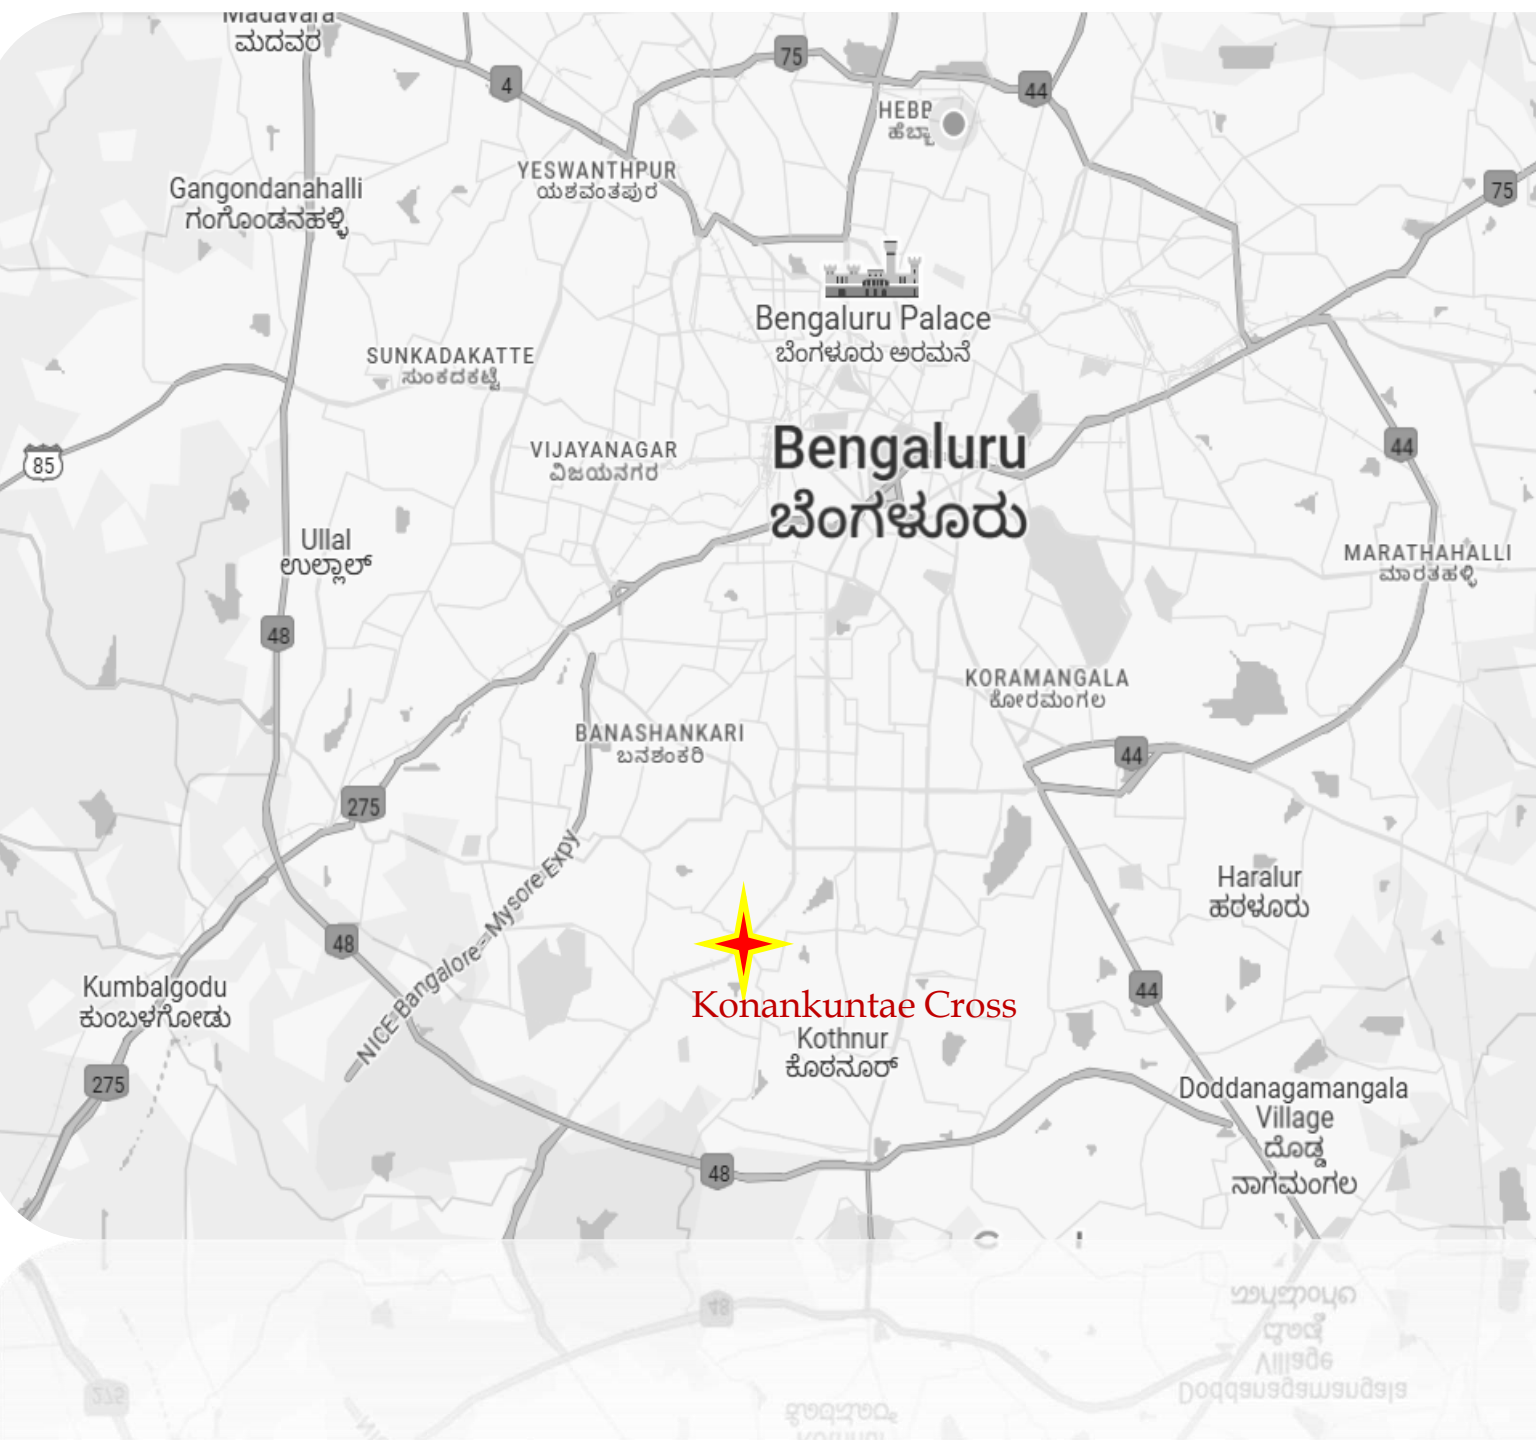 Madavara
ಮದವರ
75
4
44
HEBB
ಹೆಬ್ಬಾ
YESWANTHPUR
ಯಶವಂತಪುರ
75
Gangondanahalli
ಗಂಗೊಂಡನಹಳ್ಳಿ
Bengaluru Palace
ಬೆಂಗಳೂರು ಅರಮನೆ
SUNKADAKATTE
ಸುಂಕದಕಟ್ಟೆ
VIJAYANAGAR
ವಿಜಯನಗರ
Bengaluru
ಬೆಂಗಳೂರು
44
85
Ullal
ಉಲ್ಲಾಲ್
MARATHAHALLI
ಮಾರತಹಳ್ಳಿ
48
KORAMANGALA
ಕೋರಮಂಗಲ
BANASHANKARI
ಬನಶಂಕರಿ
44
275
NICE Bangalore - Mysore Expy
Haralur
ಹರಳೂರು
48
Kumbalgodu
ಕುಂಬಳಗೋಡು
44
Konankuntae Cross
Kothnur
ಕೊಠನೂರ್
275
Doddanagamangala
Village
ದೊಡ್ಡ
ನಾಗಮಂಗಲ
48